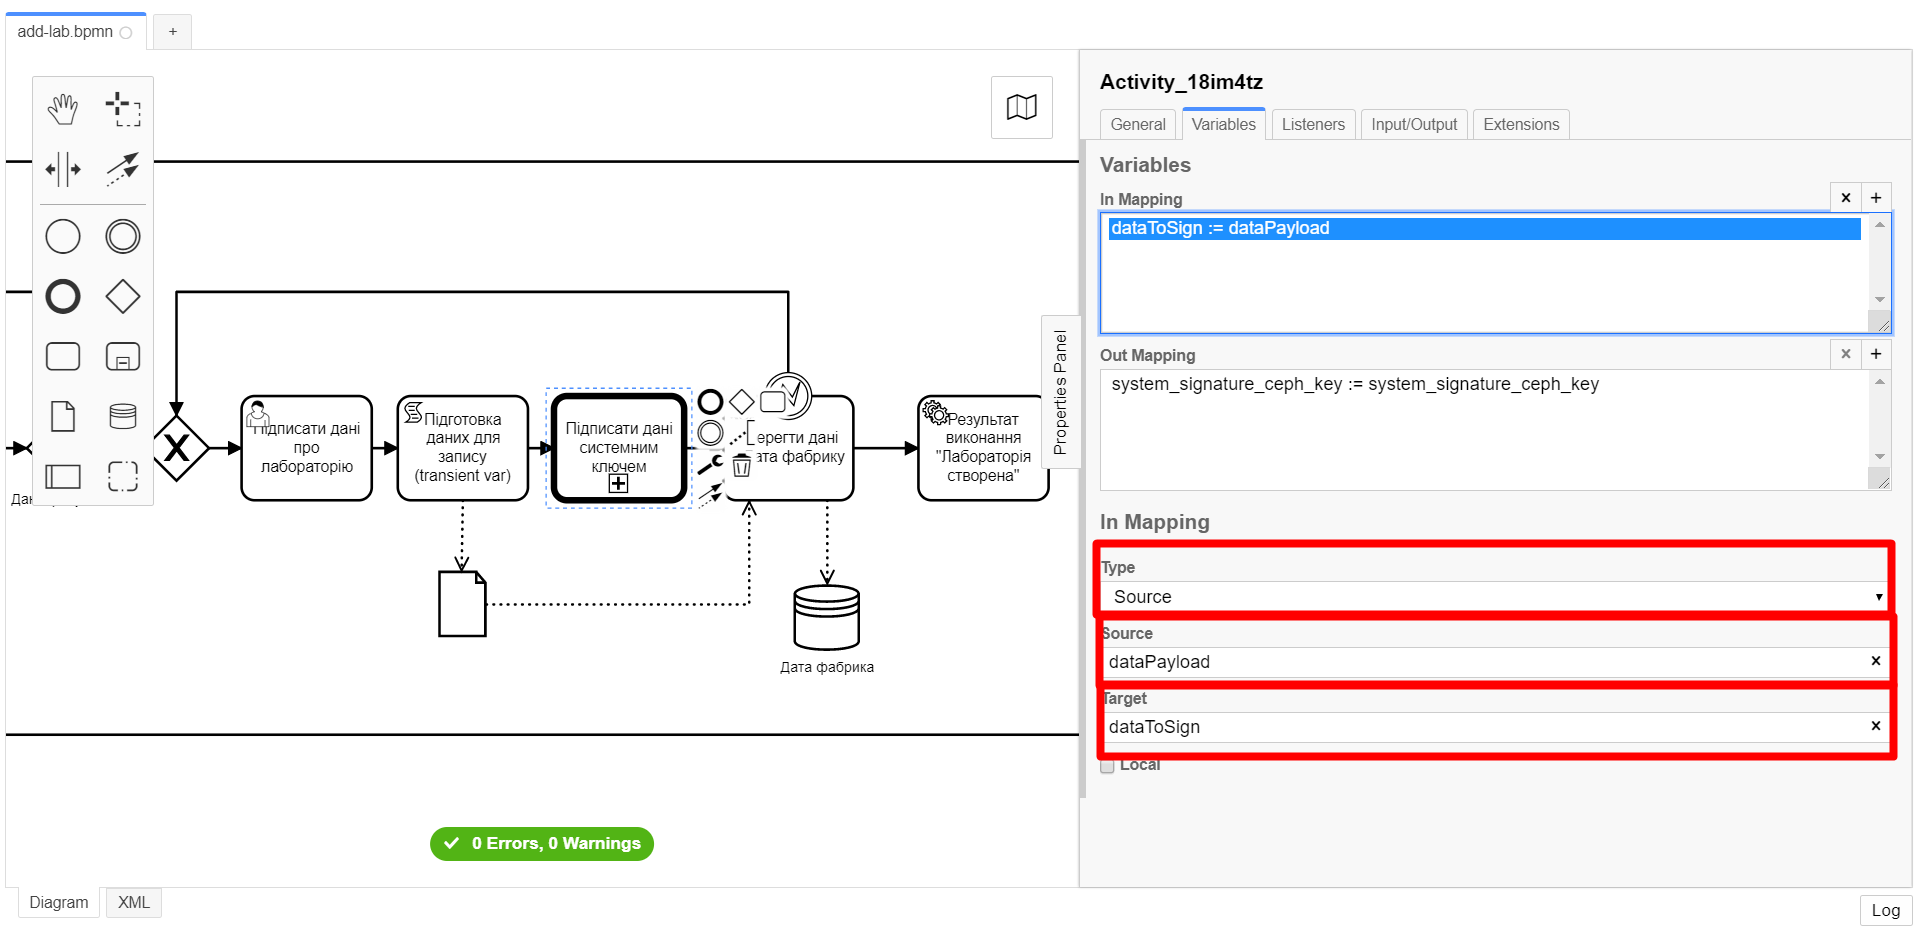 add-lab.bpmn
+
Activity_18im4tz
General
Variables
Listeners
Input/Output
Extensions
Variables
In Mapping
dataToSign := dataPayload
Out Mapping
system_signature_ceph_key := system_signature_ceph_key
In Mapping
Type
Source
Source
dataPayload
Target
dataToSign
Local
Properties Panel
Підписати дані
про
лабораторію
Підготовка
даних для
запису
(transient var)
Підписати дані
системним
ключем
дані
фабрику
Результат
виконання
"Лабораторія
створена"
Дата фабрика
0 Errors, 0 Warnings
Diagram
XML
Log